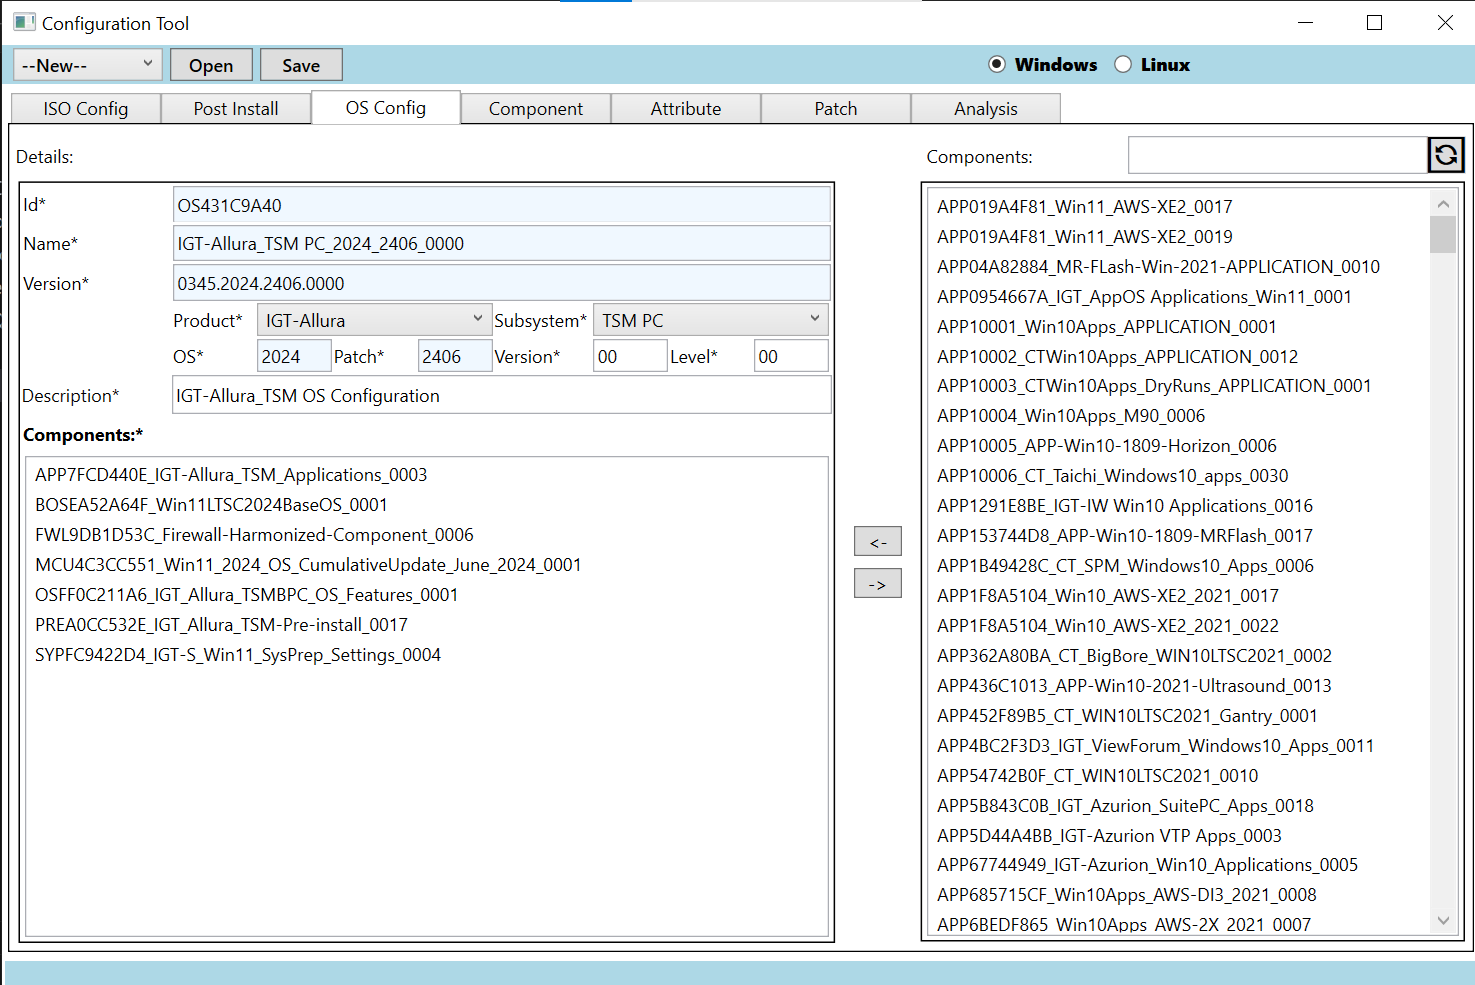 Configuration Tool
--New-- Open Save Windows Linux
ISO Config Post Install OS Config Component Attribute Patch Analysis
Details:
Id* OS431C9A40
Name* IGT-Allura_TSM PC_2024_2406_0000
Version* 0345.2024.2406.0000
Product* IGT-Allura Subsystem* TSM PC
OS* 2024 Patch* 2406 Version* 00 Level* 00
Description* IGT-Allura_TSM OS Configuration
Components:*
APP7FCD440E_IGT-Allura_TSM_Applications_0003
BOSEA52A64F_Win11LTSC2024BaseOS_0001
FWL9DB1D53C_Firewall-Harmonized-Component_0006
MCU4C3CC551_Win11_2024_OS_CumulativeUpdate_June_2024_0001
OSFF0C211A6_IGT_Allura_TSMBPC_OS_Features_0001
PREA0CC532E_IGT_Allura_TSM-Pre-install_0017
SYPFC9422D4_IGT-S_Win11_SysPrep_Settings_0004
<-
->
Components:
APP019A4F81_Win11_AWS-XE2_0017
APP019A4F81_Win11_AWS-XE2_0019
APP04A82884_MR-FLash-Win-2021-APPLICATION_0010
APP0954667A_IGT_AppOS Applications_Win11_0001
APP10001_Win10Apps_APPLICATION_0001
APP10002_CTWin10Apps_APPLICATION_0012
APP10003_CTWin10Apps_DryRuns_APPLICATION_0001
APP10004_Win10Apps_M90_0006
APP10005_APP-Win10-1809-Horizon_0006
APP10006_CT_Taichi_Windows10_apps_0030
APP1291E8BE_IGT-IW Win10 Applications_0016
APP153744D8_APP-Win10-1809-MRFlash_0017
APP1B49428C_CT_SPM_Windows10_Apps_0006
APP1F8A5104_Win10_AWS-XE2_2021_0017
APP1F8A5104_Win10_AWS-XE2_2021_0022
APP362A80BA_CT_BigBore_WIN10LTSC2021_0002
APP436C1013_APP-Win10-2021-Ultrasound_0013
APP452F89B5_CT_WIN10LTSC2021_Gantry_0001
APP4BC2F3D3_IGT_ViewForum_Windows10_Apps_0011
APP54742B0F_CT_WIN10LTSC2021_0010
APP5B843C0B_IGT_Azurion_SuitePC_Apps_0018
APP5D44A4BB_IGT-Azurion VTP Apps_0003
APP67744949_IGT-Azurion_Win10_Applications_0005
APP685715CF_Win10Apps_AWS-DI3_2021_0008
APP6BEDF865_Win10Apps_AWS-2X_2021_0007